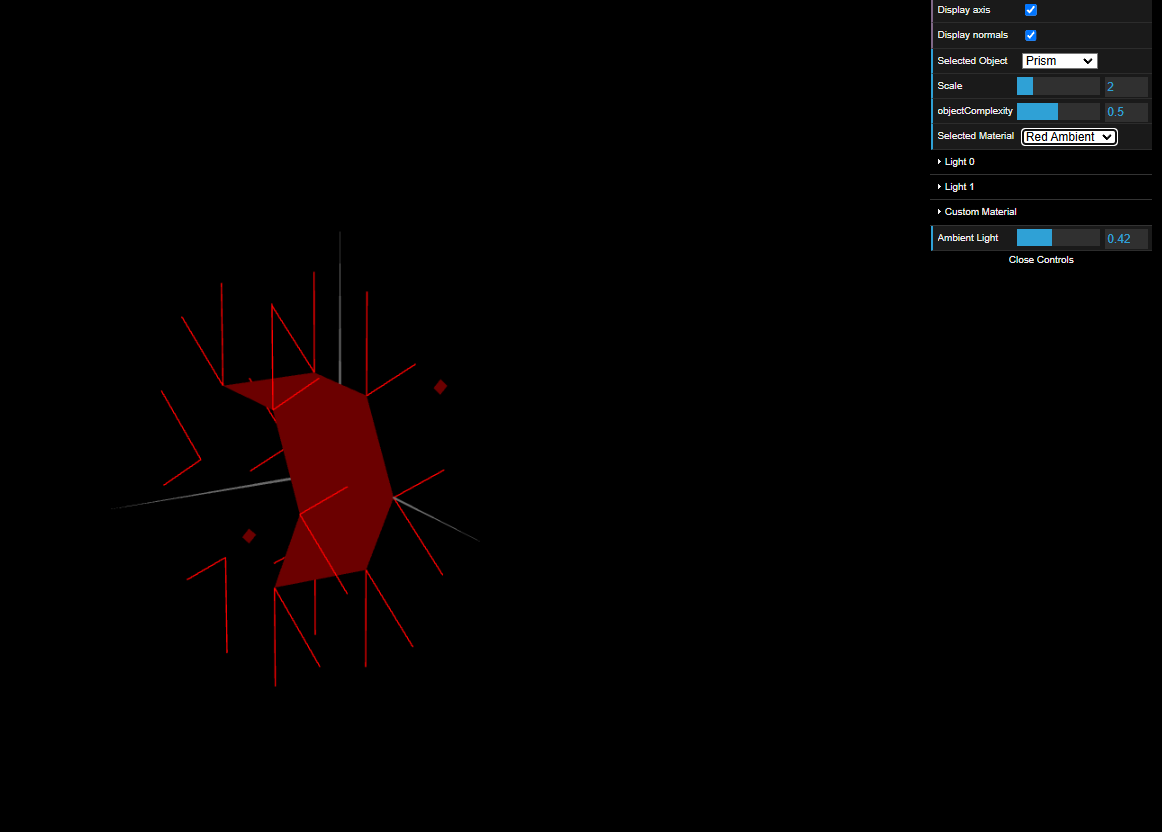 Display axis
Display normals
Selected Object Prism
Scale 2
objectComplexity 0.5
Selected Material Red Ambient
Light 0
Light 1
Custom Material
Ambient Light 0.42
Close Controls